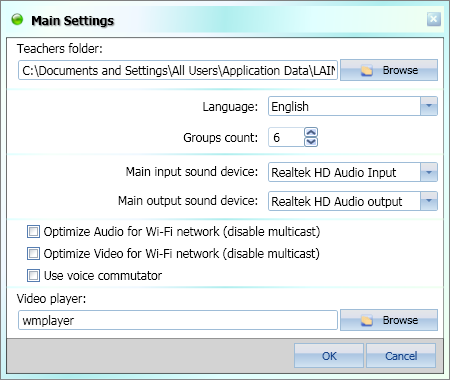 Main Settings
Teachers folder:
C:\Documents and Settings\All Users\Application Data\LAIN
Browse
Language: English
Groups count: 6
Main input sound device: Realtek HD Audio Input
Main output sound device: Realtek HD Audio output
Optimize Audio for Wi-Fi network (disable multicast)
Optimize Video for Wi-Fi network (disable multicast)
Use voice commutator
Video player:
wmplayer
Browse
OK Cancel